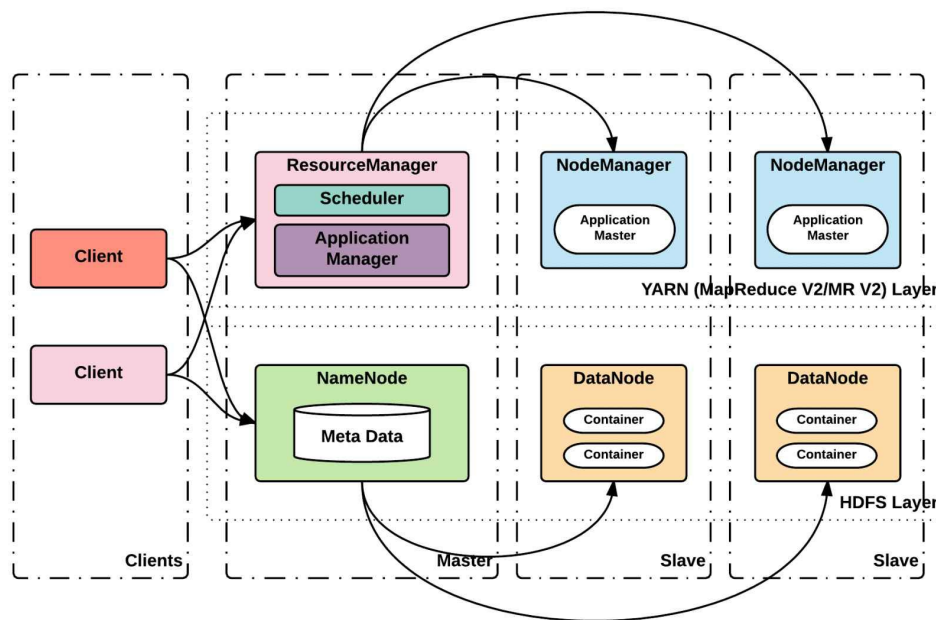 ResourceManager
Scheduler
Application
Manager
NodeManager
Application
Master
NodeManager
Application
Master
Client
YARN (MapReduce V2/MR V2) Layer
Client
NameNode
Meta Data
DataNode
Container
Container
DataNode
Container
Container
HDFS Layer
Clients
Master
Slave
Slave